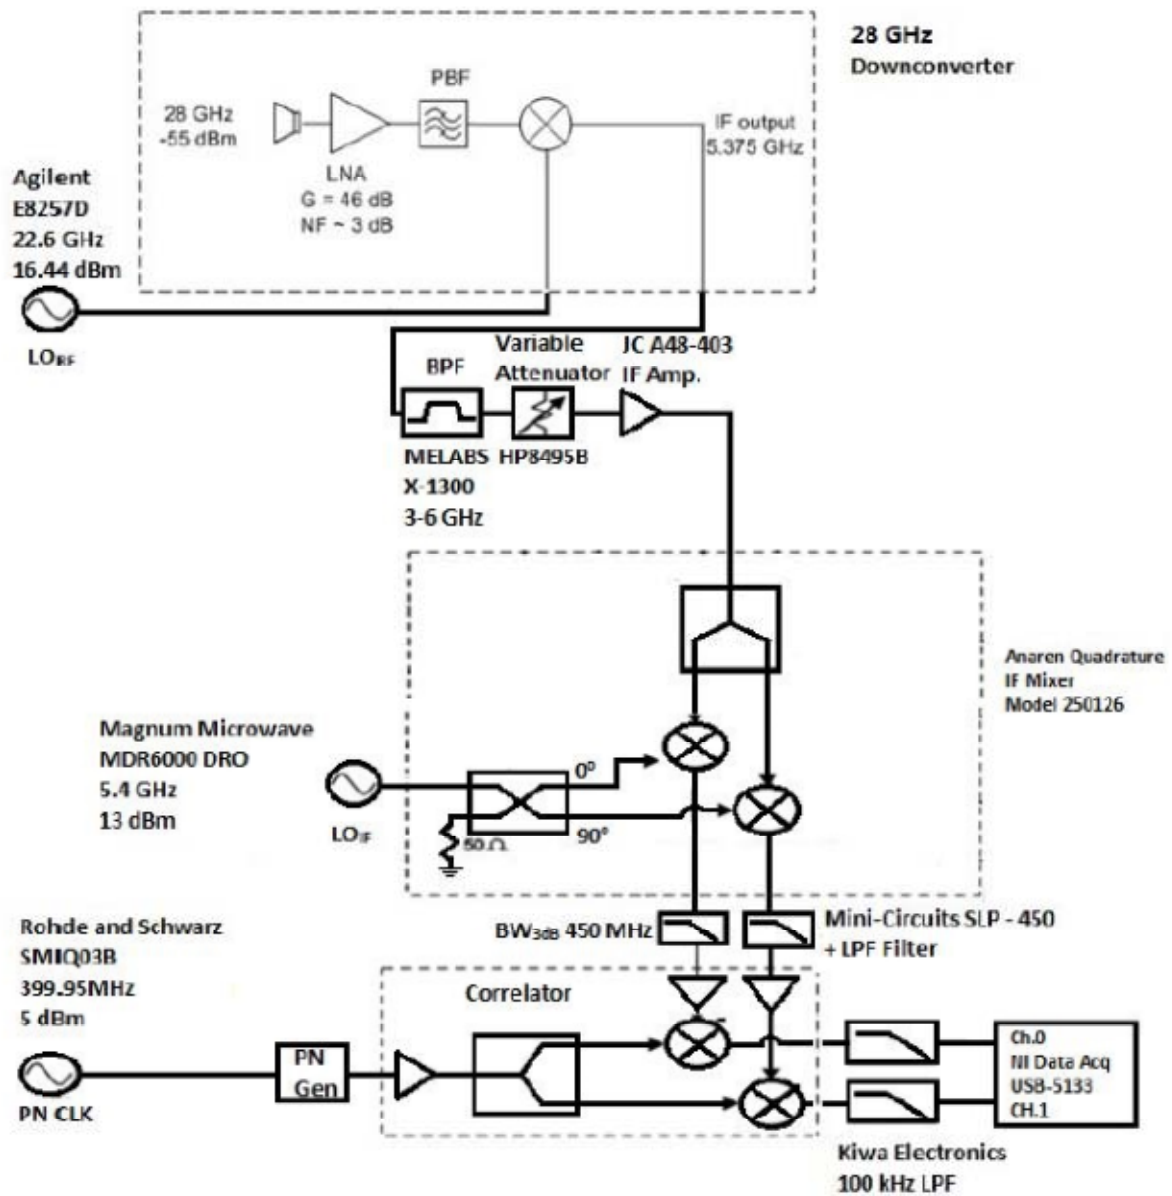 28 GHz
Downconverter
PBF
28 GHz
-55 dBm
IF output
5.375 GHz
LNA
G = 46 dB
NF ~ 3 dB
Agilent
E8257D
22.6 GHz
16.44 dBm
LORF
Variable
Attenuator
JC A48-403
IF Amp.
BPF
MELABS
X-1300
3-6 GHz
HP8495B
Anaren Quadrature
IF Mixer
Model 250126
Magnum Microwave
MDR6000 DRO
5.4 GHz
13 dBm
LOIF
0⁰
90°
50Ω
Rohde and Schwarz
SMIQ03B
399.95MHz
5 dBm
BW3dB 450 MHz
Mini-Circuits SLP - 450
+ LPF Filter
Correlator
PN
Gen
PN CLK
Ch.0
NI Data Acq
USB-5133
CH.1
Kiwa Electronics
100 kHz LPF